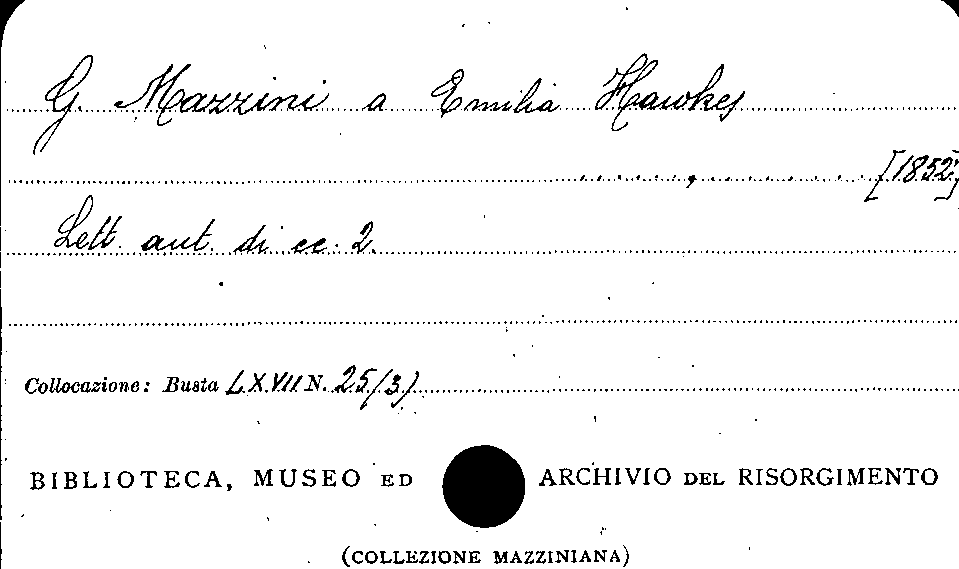 G. Mazzini a Emilia Hawkes
....., ........... [1852]
Lett. aut. di cc. 2.
Collocazione: Busta LXVII N. 25/3)
BIBLIOTECA, MUSEO ED ARCHIVIO DEL RISORGIMENTO
(COLLEZIONE MAZZINIANA)